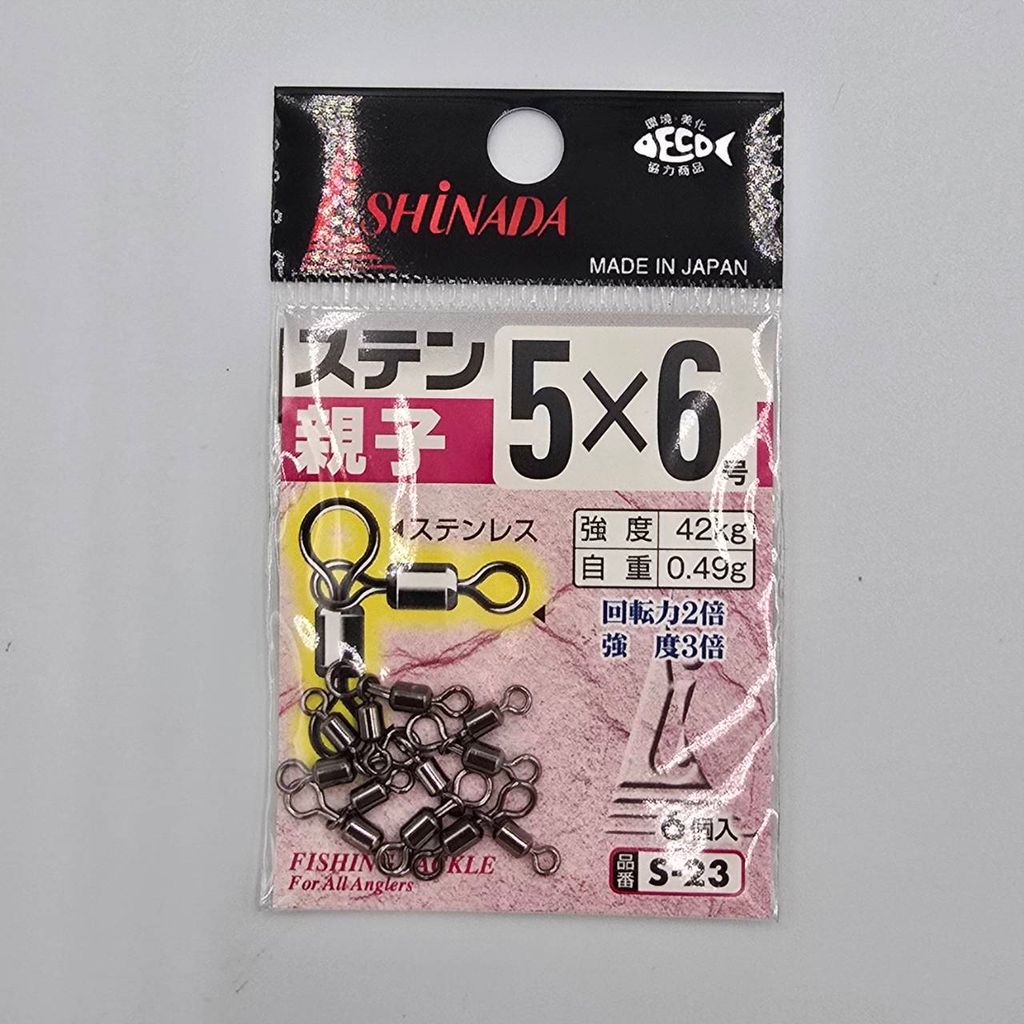 環境・美化
ECO
協力商品
SHiNADA
MADE IN JAPAN
ステン
親子
5×6号
◀ステンレス
強度 42kg
自重 0.49g
回転力2倍
強 度3倍
6個入
品番 S-23
FISHING TACKLE
For All Anglers